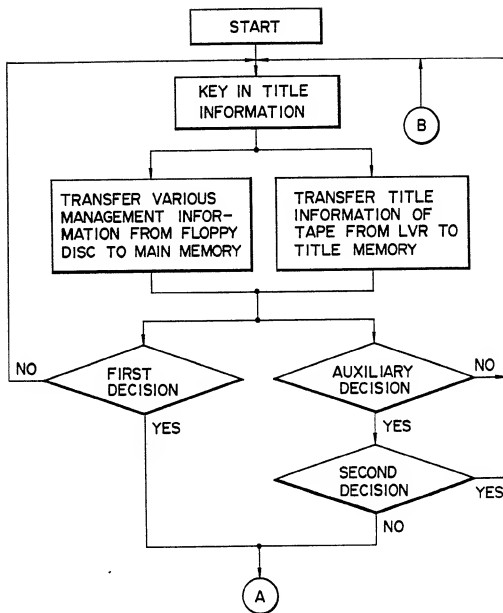 START
KEY IN TITLE
INFORMATION
B
TRANSFER VARIOUS
MANAGEMENT INFOR-
MATION FROM FLOPPY
DISC TO MAIN MEMORY
TRANSFER TITLE
INFORMATION OF
TAPE FROM LVR TO
TITLE MEMORY
NO
FIRST
DECISION
YES
AUXILIARY
DECISION
NO
YES
SECOND
DECISION
YES
NO
A